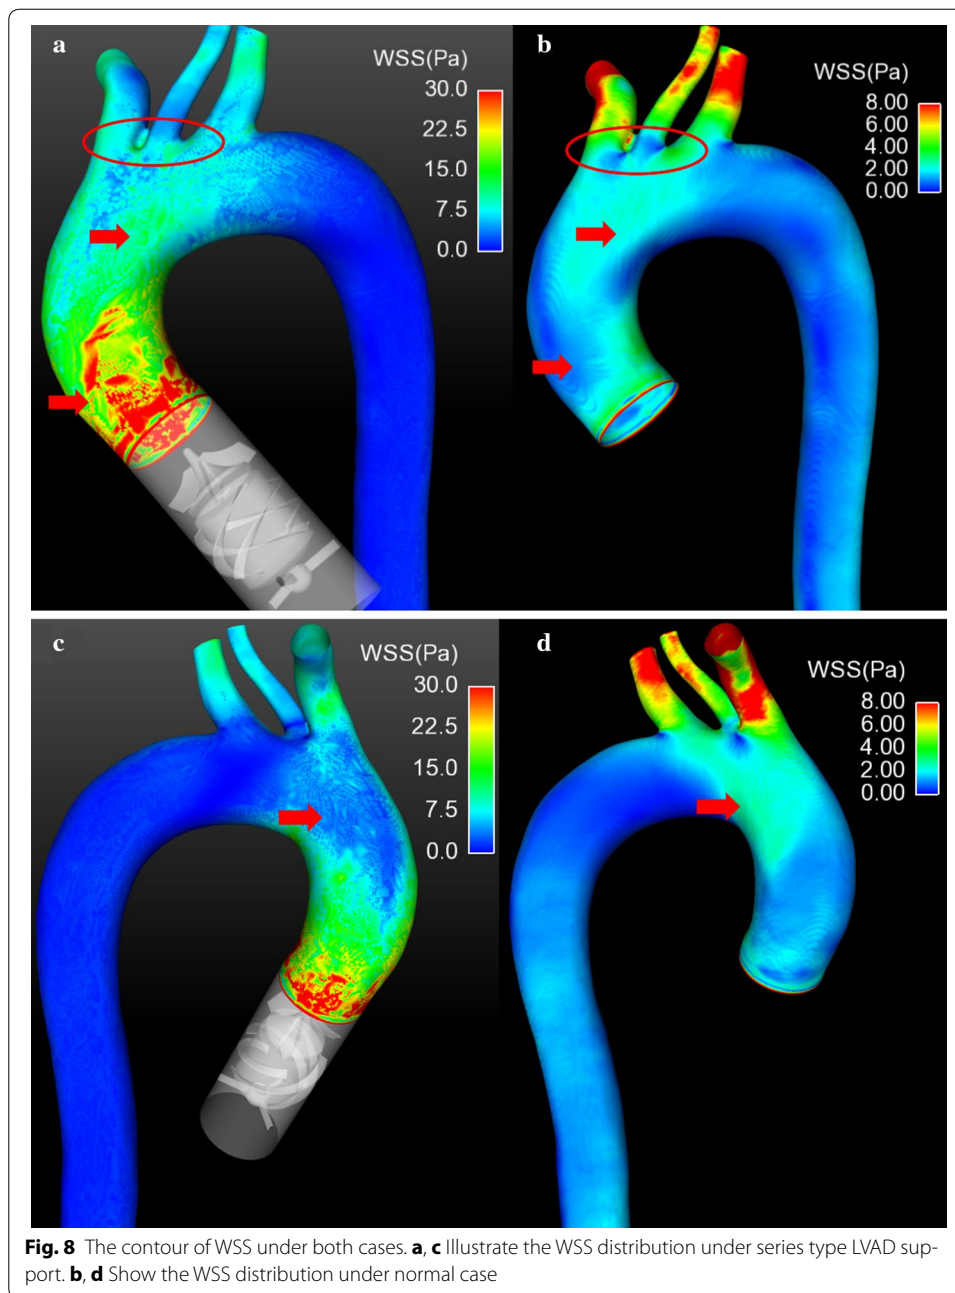 a
WSS(Pa)
30.0
22.5
15.0
7.5
0.0
b
WSS(Pa)
8.00
6.00
4.00
2.00
0.00
c
WSS(Pa)
30.0
22.5
15.0
7.5
0.0
d
WSS(Pa)
8.00
6.00
4.00
2.00
0.00
Fig. 8 The contour of WSS under both cases. a, c Illustrate the WSS distribution under series type LVAD sup-
port. b, d Show the WSS distribution under normal case